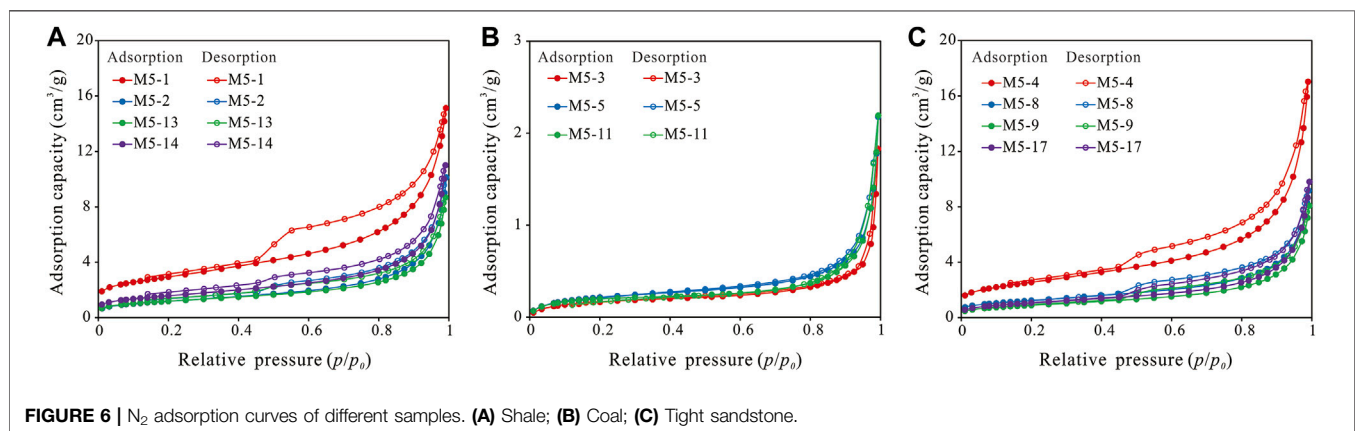 A
B
C
20
16
12
8
4
0
Adsorption capacity (cm³/g)
Adsorption Desorption
M5-1 M5-1
M5-2 M5-2
M5-13 M5-13
M5-14 M5-14
0 0.2 0.4 0.6 0.8 1
Relative pressure (p/p₀)
3
2
1
0
Adsorption capacity (cm³/g)
Adsorption Desorption
M5-3 M5-3
M5-5 M5-5
M5-11 M5-11
0 0.2 0.4 0.6 0.8 1
Relative pressure (p/p₀)
20
16
12
8
4
0
Adsorption capacity (cm³/g)
Adsorption Desorption
M5-4 M5-4
M5-8 M5-8
M5-9 M5-9
M5-17 M5-17
0 0.2 0.4 0.6 0.8 1
Relative pressure (p/p₀)
FIGURE 6 | N₂ adsorption curves of different samples. (A) Shale; (B) Coal; (C) Tight sandstone.